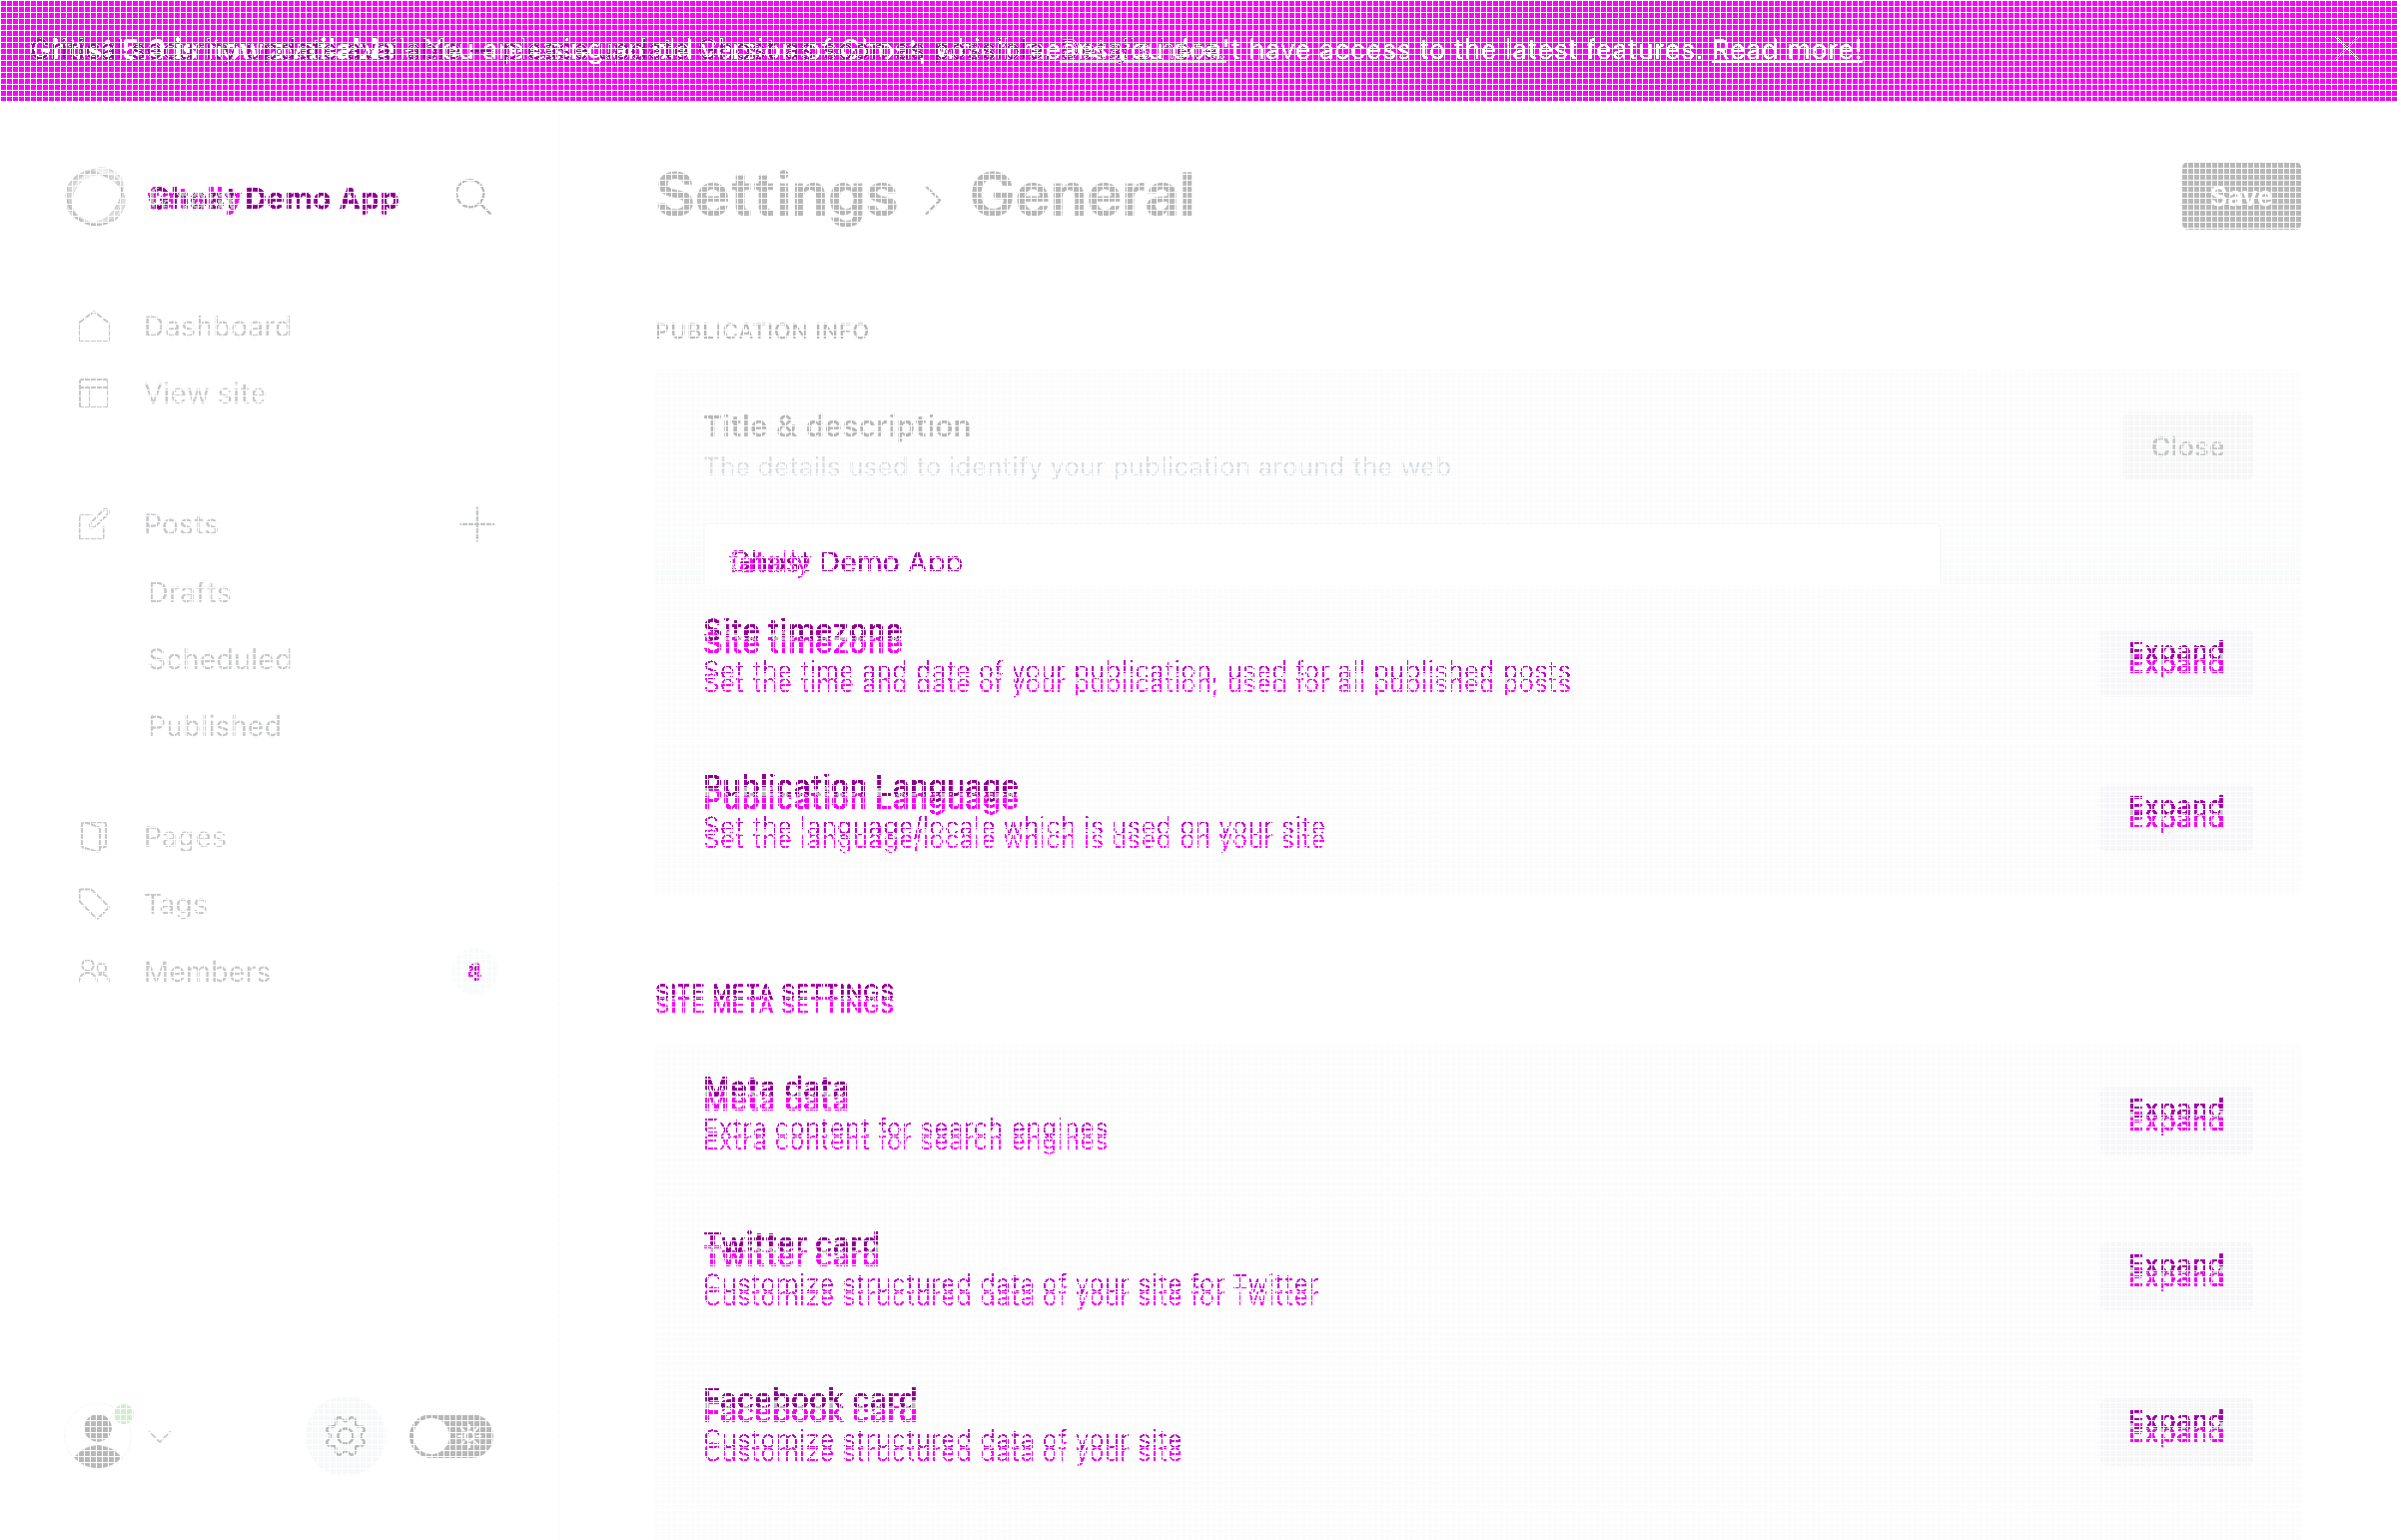 't have access to the latest features. Read more!
Demo App
Settings › General
Save
Dashboard
View site
Posts
Drafts
Scheduled
Published
Pages
Tags
Members
PUBLICATION INFO
Title & description
The details used to identify your publication around the web
Close
Demo App
Site timezone
Set the time and date of your publication, used for all published posts
Expand
Publication Language
Set the language/locale which is used on your site
Expand
SITE META SETTINGS
Meta data
Extra content for search engines
Expand
Twitter card
Customize structured data of your site for Twitter
Expand
Facebook card
Customize structured data of your site
Expand